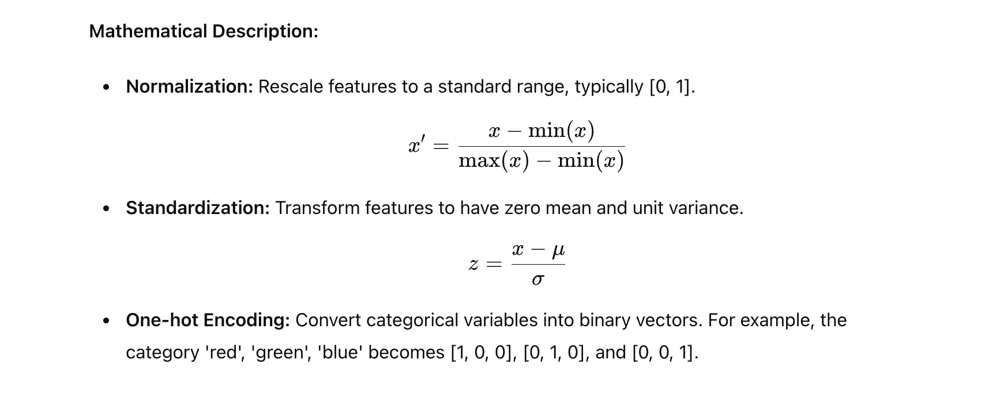 Mathematical Description:
• Normalization: Rescale features to a standard range, typically [0, 1].
x′ = \frac{x − min(x)}{max(x) − min(x)}
• Standardization: Transform features to have zero mean and unit variance.
z = \frac{x − μ}{σ}
• One-hot Encoding: Convert categorical variables into binary vectors. For example, the
category 'red', 'green', 'blue' becomes [1, 0, 0], [0, 1, 0], and [0, 0, 1].